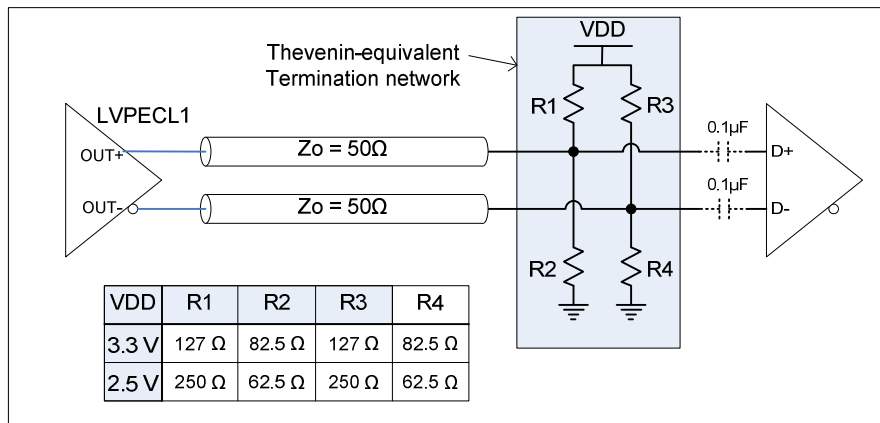 VDD
Thevenin-equivalent
Termination network
R1
R3
LVPECL1
0.1µF
OUT+
Zo = 50Ω
D+
0.1µF
OUT-
Zo = 50Ω
D-
R2
R4
VDD R1 R2 R3 R4
3.3 V 127 Ω 82.5 Ω 127 Ω 82.5 Ω
2.5 V 250 Ω 62.5 Ω 250 Ω 62.5 Ω